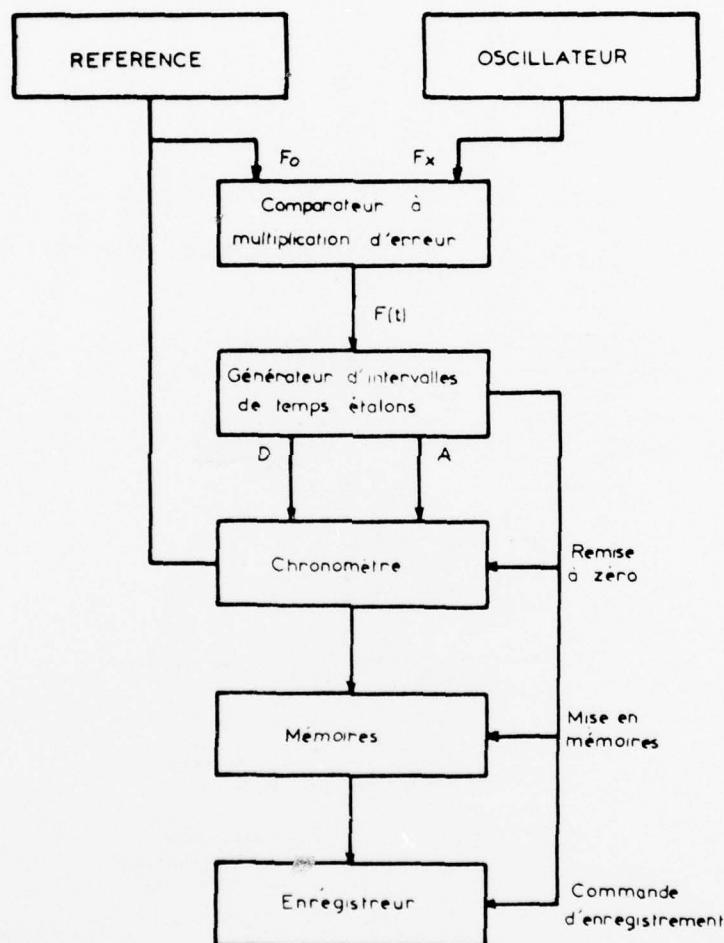 REFERENCE
OSCILLATEUR
Fo
Fx
Comparateur à
multiplication d'erreur
F(t)
Générateur d'intervalles
de temps étalons
D
A
Chronomètre
Remise
à zéro
Mémoires
Mise en
mémoires
Enrégistreur
Commande
d'enregistrement